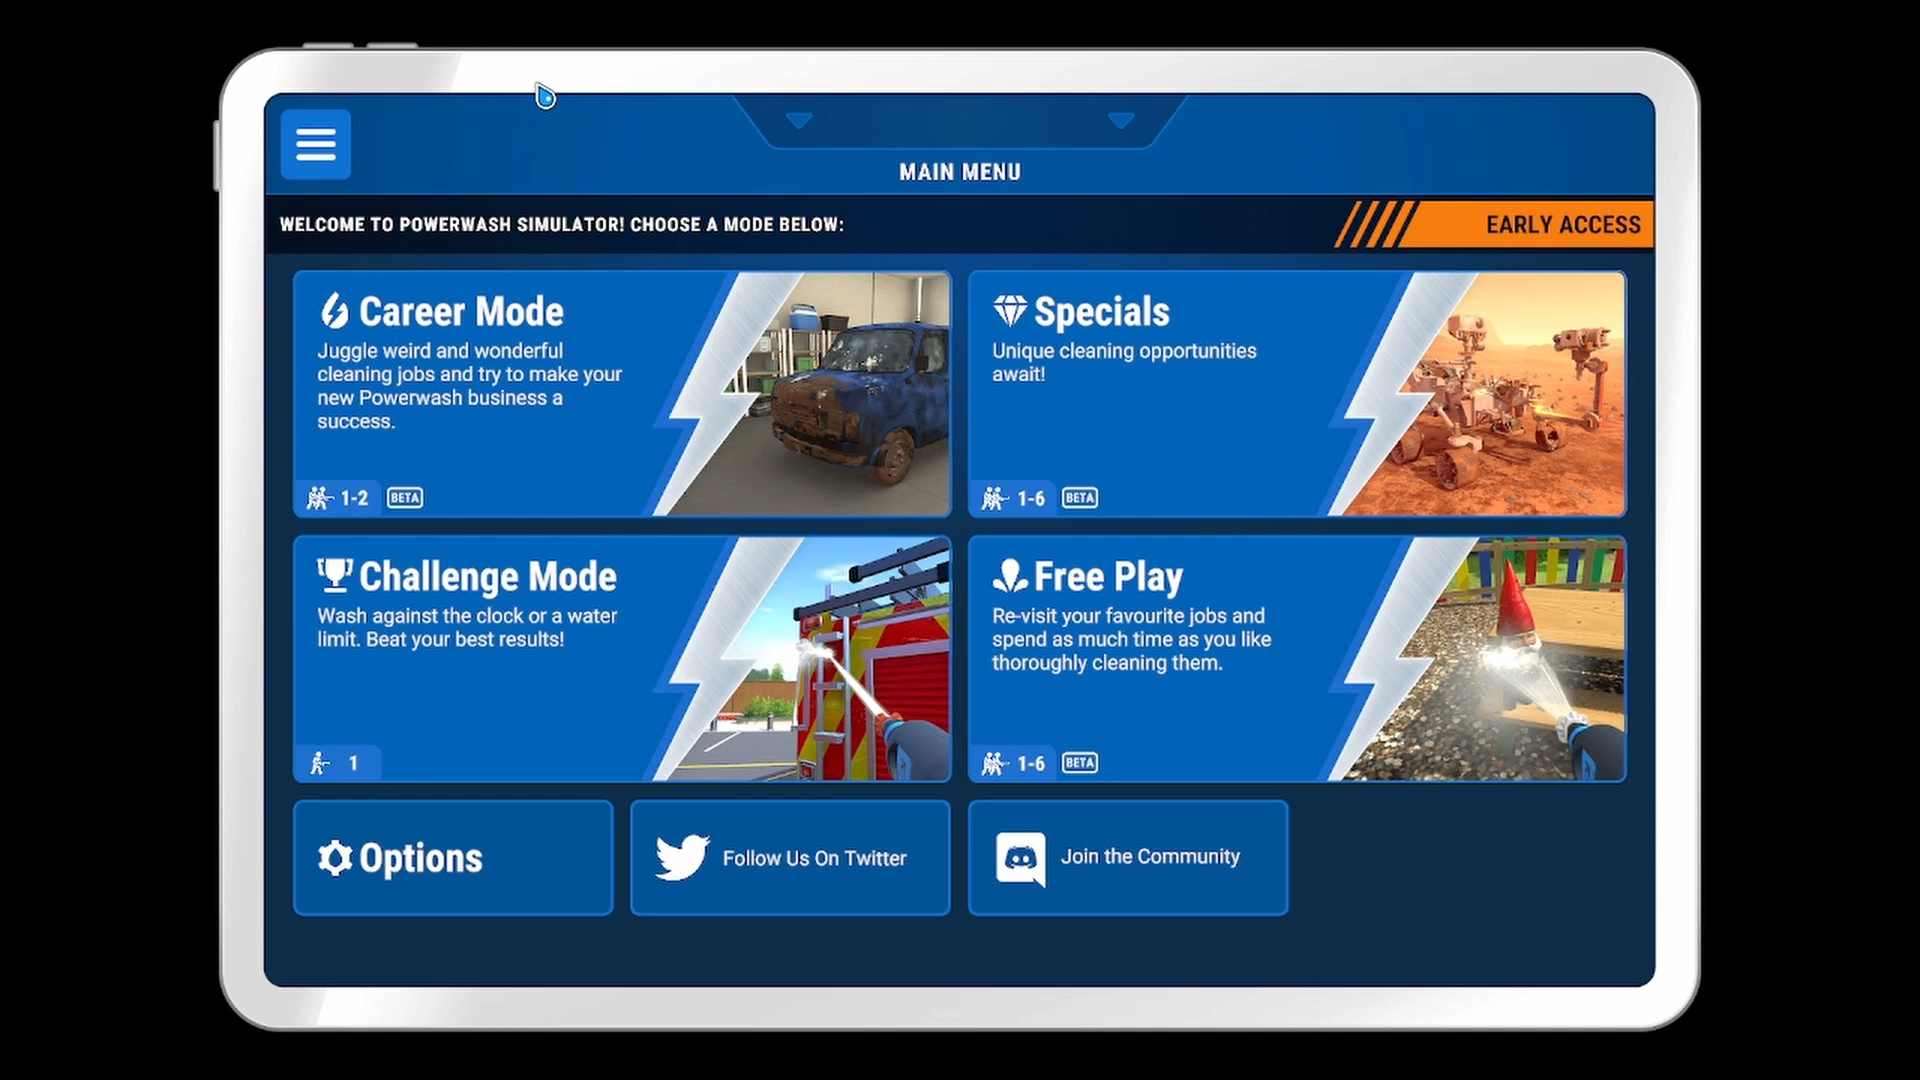 MAIN MENU
WELCOME TO POWERWASH SIMULATOR! CHOOSE A MODE BELOW:
EARLY ACCESS
Career Mode
Juggle weird and wonderful
cleaning jobs and try to make your
new Powerwash business a
success.
1-2 BETA
Specials
Unique cleaning opportunities
await!
1-6 BETA
Challenge Mode
Wash against the clock or a water
limit. Beat your best results!
1
Free Play
Re-visit your favourite jobs and
spend as much time as you like
thoroughly cleaning them.
1-6 BETA
Options
Follow Us On Twitter
Join the Community